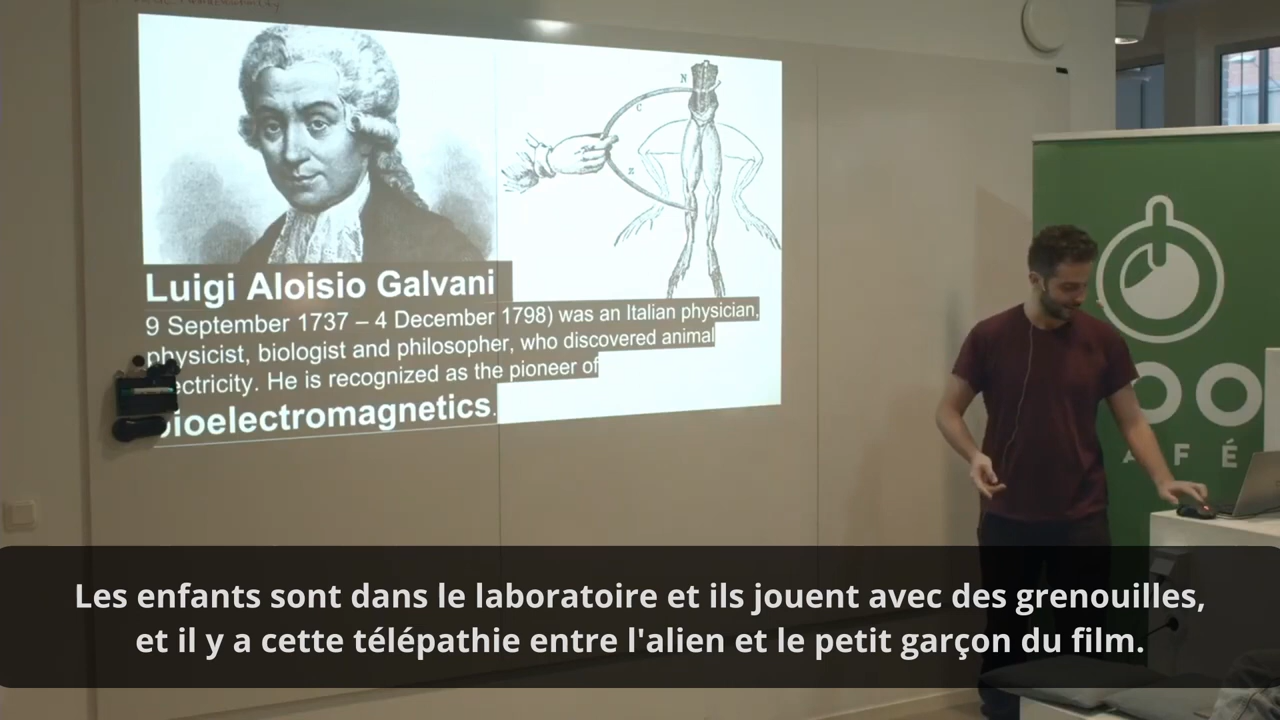 N
C
Z
Luigi Aloisio Galvani
9 September 1737 – 4 December 1798) was an Italian physician,
physicist, biologist and philosopher, who discovered animal
ectricity. He is recognized as the pioneer of
ioelectromagnetics.
OO
AFÉ
Les enfants sont dans le laboratoire et ils jouent avec des grenouilles,
et il y a cette télépathie entre l'alien et le petit garçon du film.